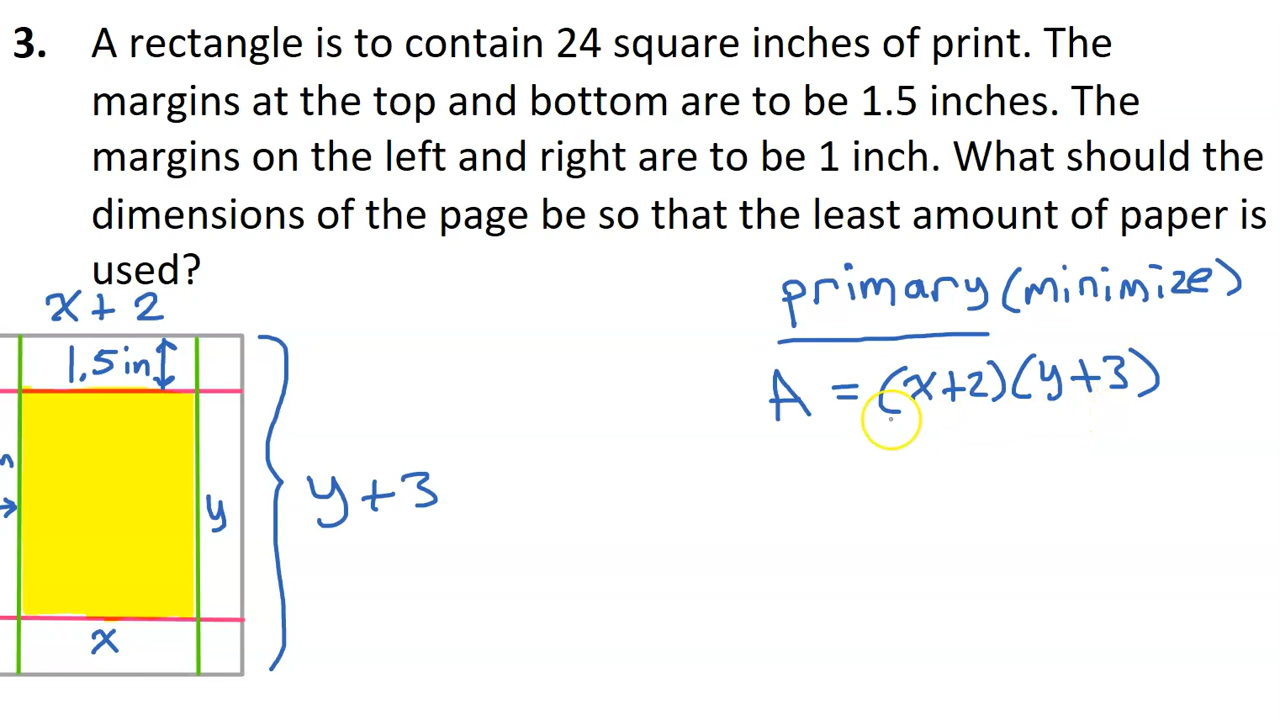 3. A rectangle is to contain 24 square inches of print. The
margins at the top and bottom are to be 1.5 inches. The
margins on the left and right are to be 1 inch. What should the
dimensions of the page be so that the least amount of paper is
used?
primary (minimize)
x + 2
1.5 in
A = (x+2)(y+3)
n
y + 3
y
x